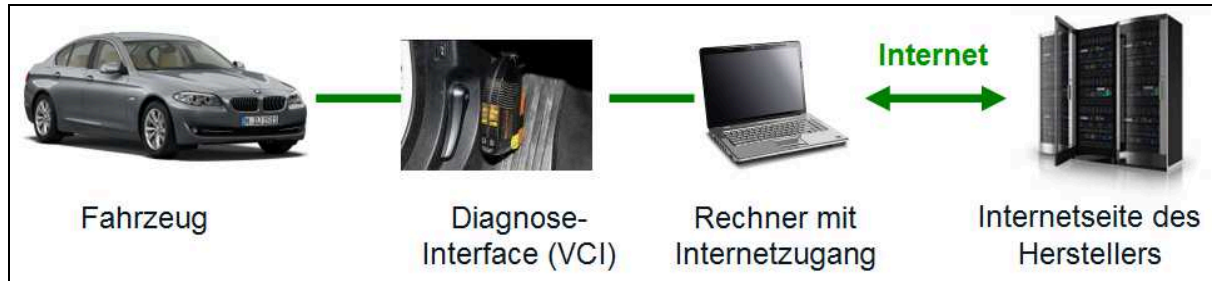 Internet
Fahrzeug
Diagnose-
Interface (VCI)
Rechner mit
Internetzugang
Internetseite des
Herstellers